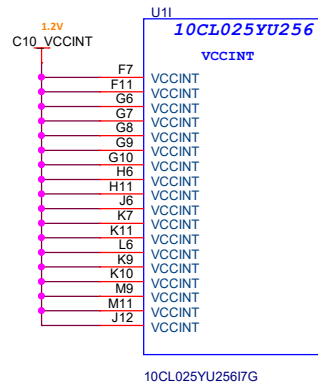 U1I
1.2V
10CL025YU256
C10_VCCINT
VCCINT
F7 VCCINT
F11 VCCINT
G6 VCCINT
G7 VCCINT
G8 VCCINT
G9 VCCINT
G10 VCCINT
H6 VCCINT
H11 VCCINT
J6 VCCINT
K7 VCCINT
K11 VCCINT
L6 VCCINT
K9 VCCINT
K10 VCCINT
M9 VCCINT
M11 VCCINT
J12 VCCINT
10CL025YU256I7G